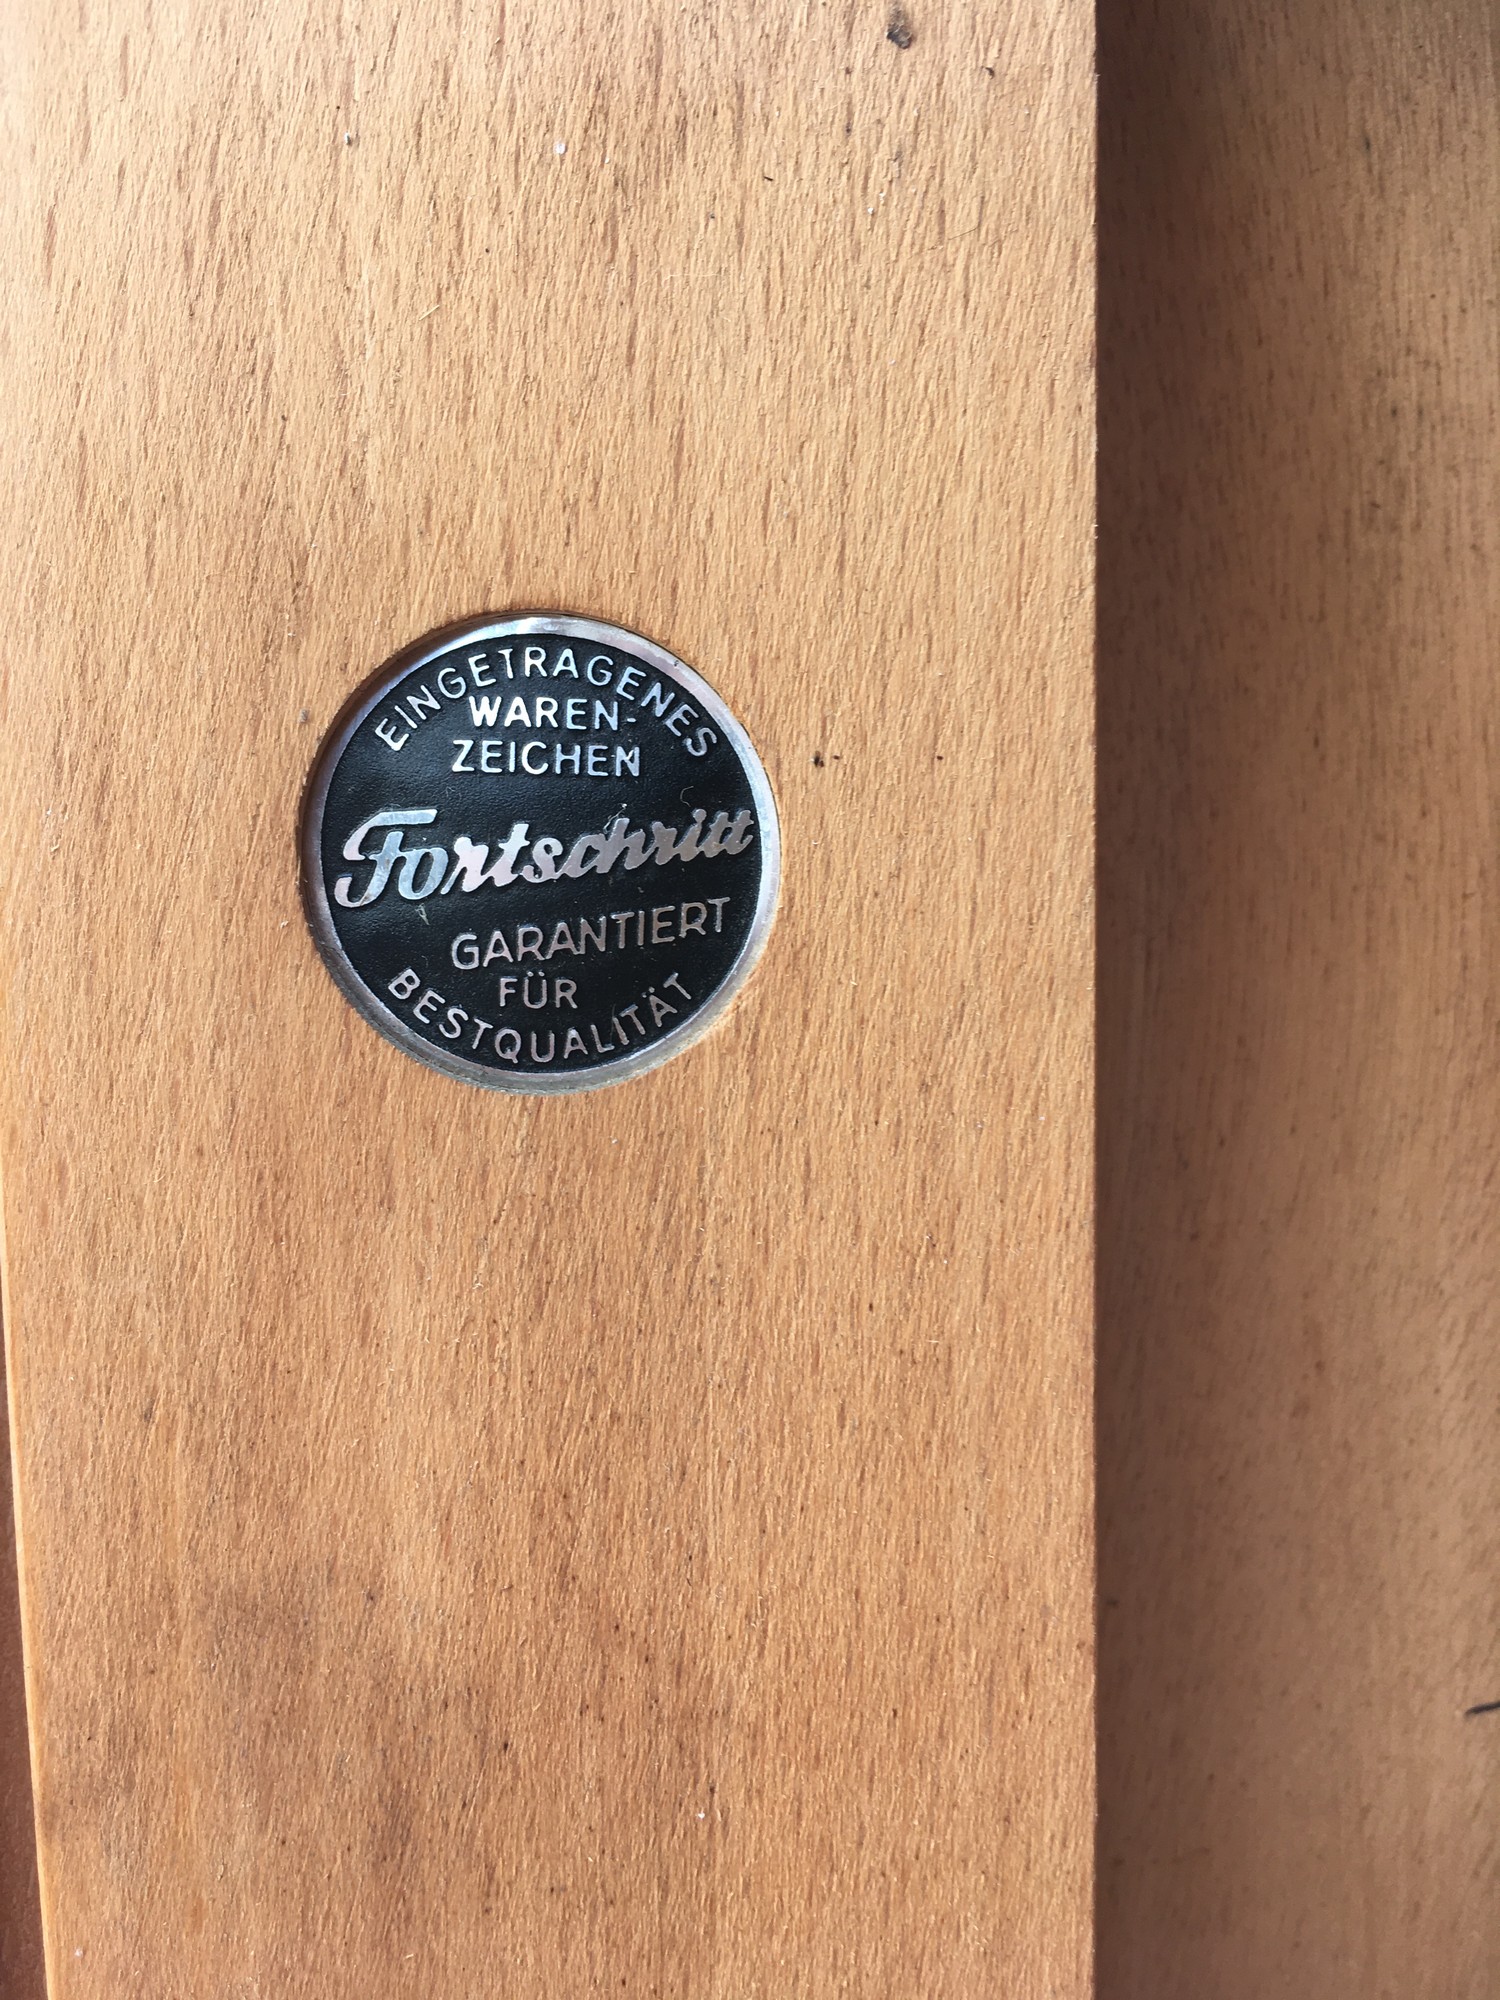 EINGETRAGENES
WAREN-
ZEICHEN
Fortschritt
GARANTIERT
FÜR
BESTQUALITÄT